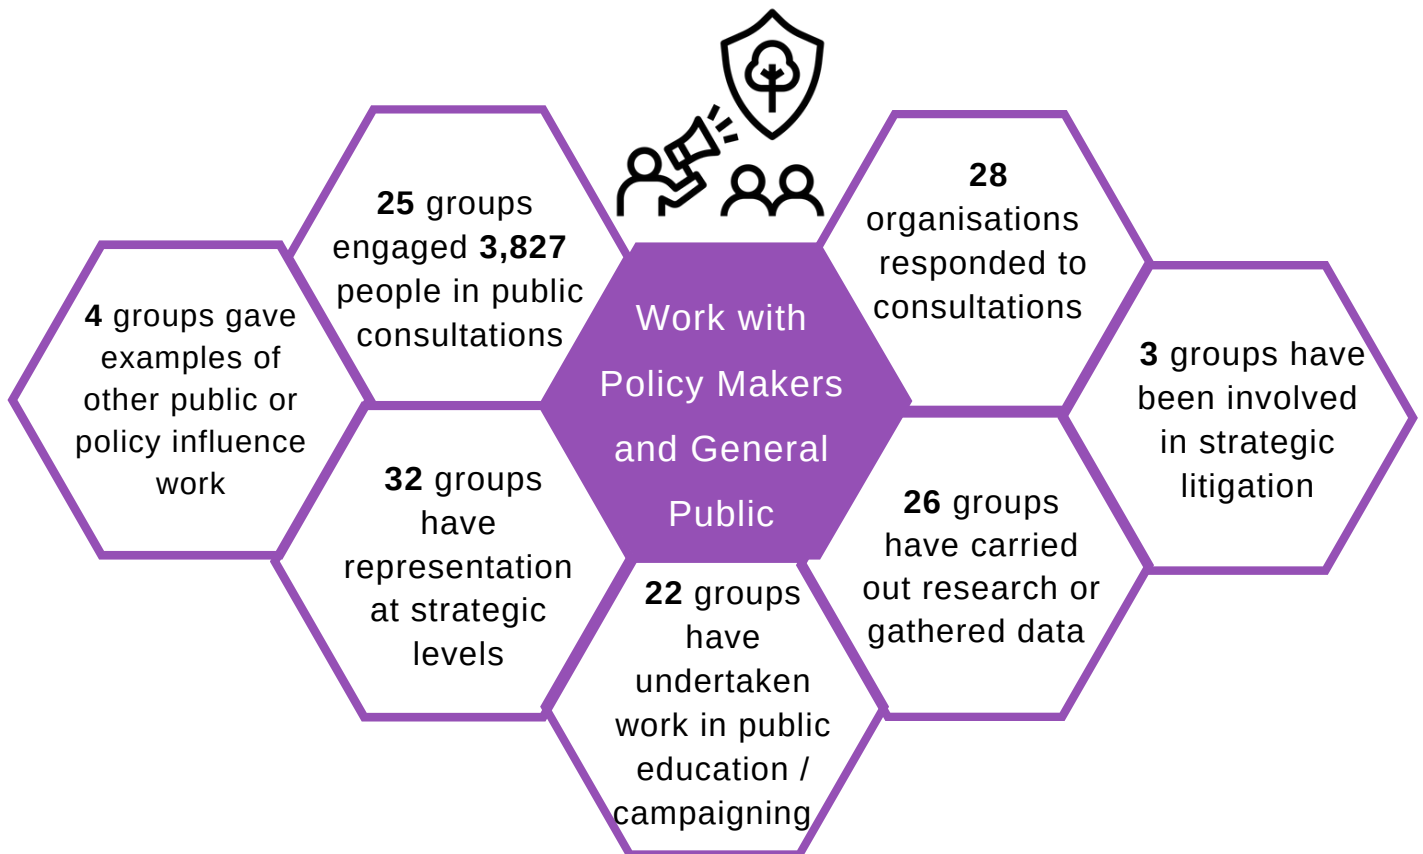 25 groups
engaged 3,827
people in public
consultations
28
organisations
responded to
consultations
4 groups gave
examples of
other public or
policy influence
work
Work with
Policy Makers
and General
Public
3 groups have
been involved
in strategic
litigation
32 groups
have
representation
at strategic
levels
26 groups
have carried
out research or
gathered data
22 groups
have
undertaken
work in public
education /
campaigning